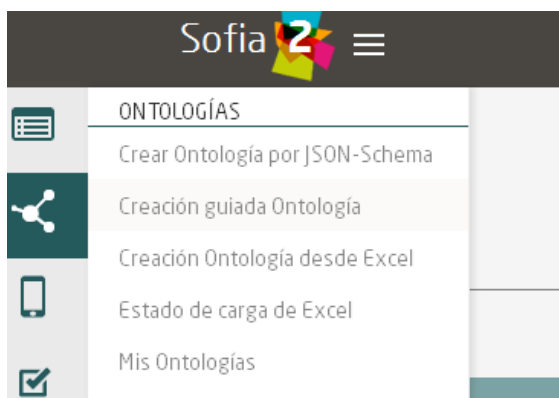 Sofia 2
ONTOLOGÍAS
Crear Ontología por JSON-Schema
Creación guiada Ontología
Creación Ontología desde Excel
Estado de carga de Excel
Mis Ontologías